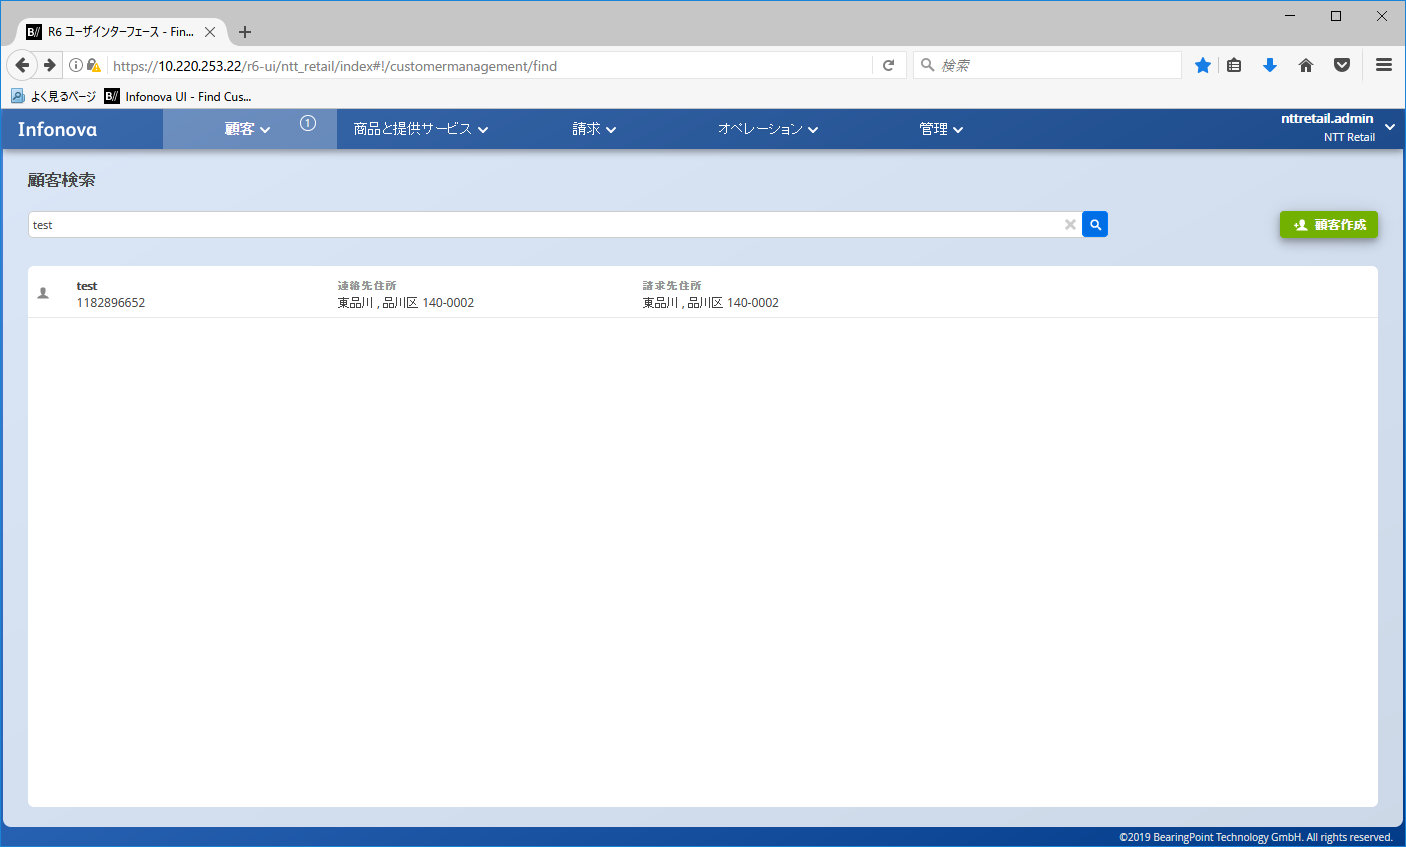 R6 ユーザインターフェース - Fin...
https://10.220.253.22/r6-ui/ntt_retail/index#!/customermanagement/find
検索
よく見るページ
B// Infonova UI - Find Cus...
Infonova
顧客
1
商品と提供サービス
請求
オペレーション
管理
nttretail.admin
NTT Retail
顧客検索
test
顧客作成
test
1182896652
連絡先住所
東品川 , 品川区 140-0002
請求先住所
東品川 , 品川区 140-0002
©2019 BearingPoint Technology GmbH. All rights reserved.